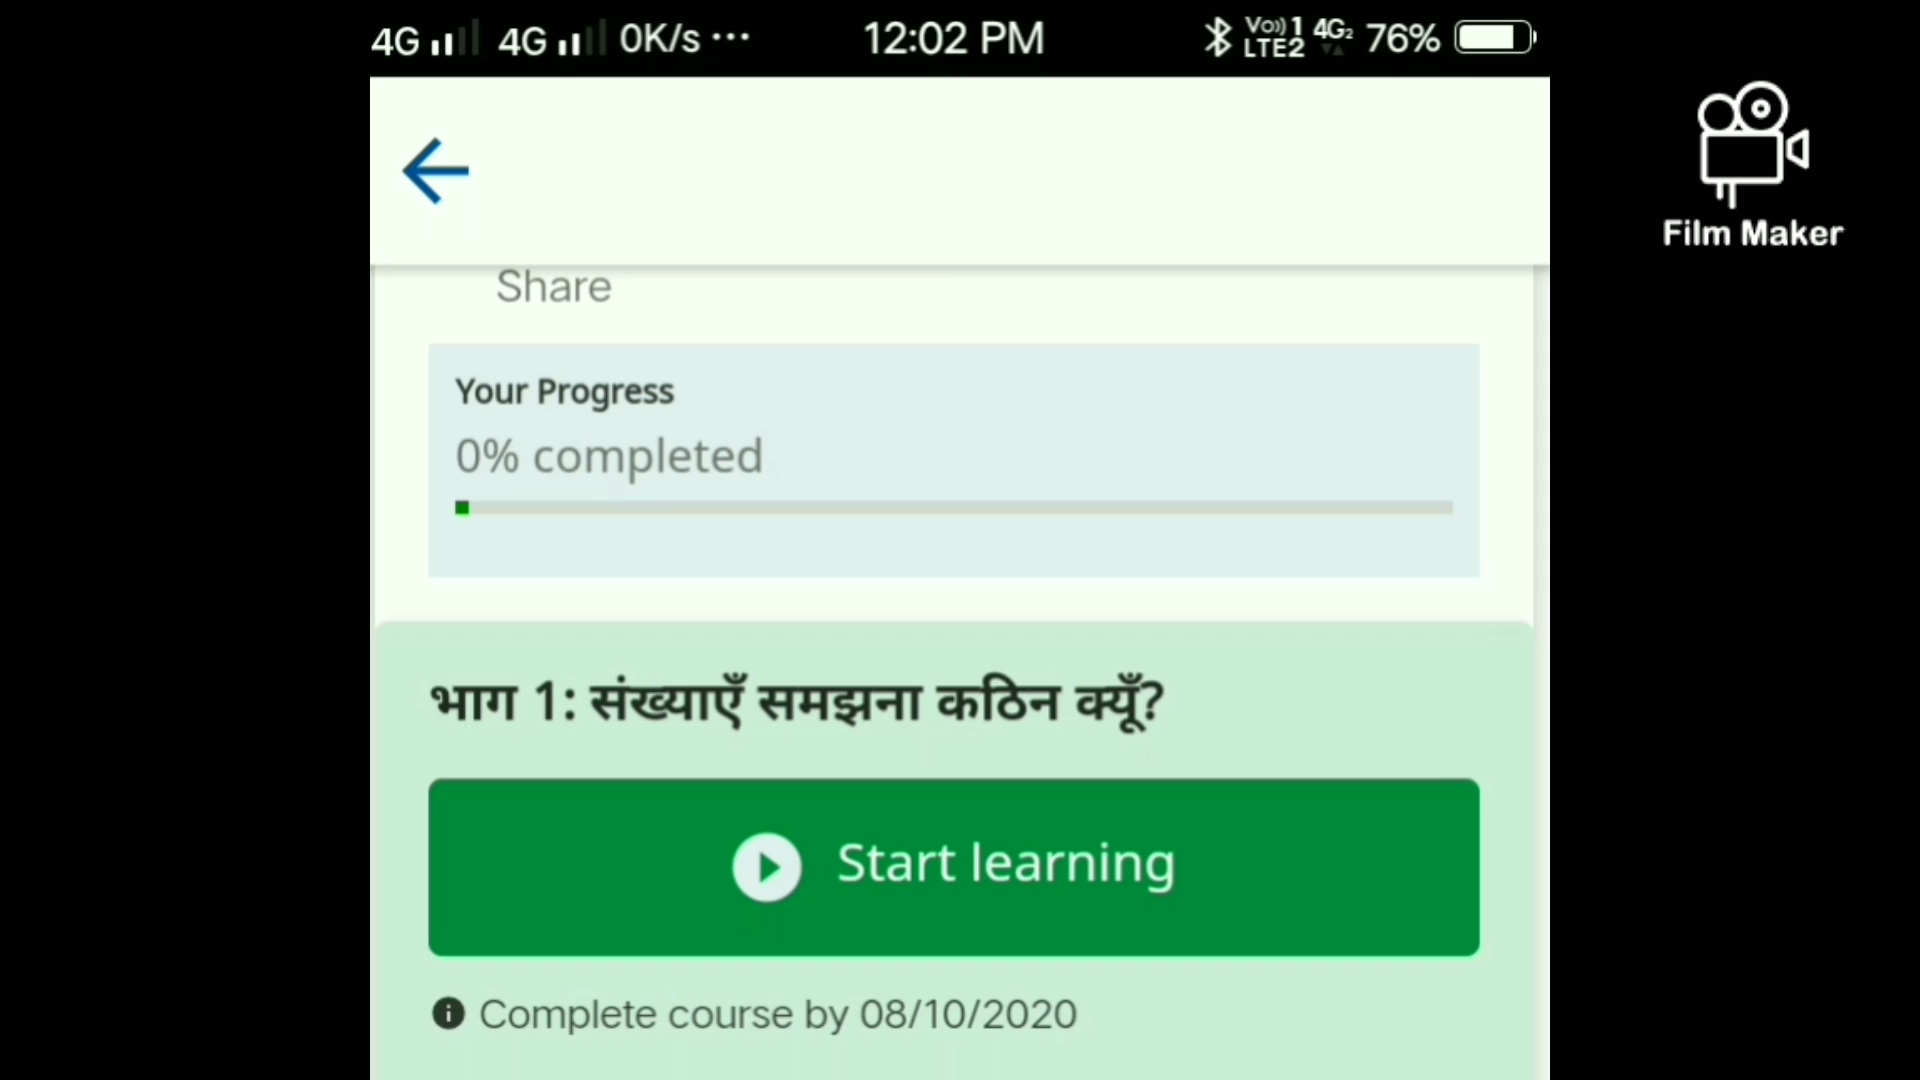 4G 4G 0K/s ... 12:02 PM Vo)) 1 LTE2 4G2 76%
Film Maker
Share
Your Progress
0% completed
भाग 1: संख्याएँ समझना कठिन क्यूँ?
Start learning
Complete course by 08/10/2020